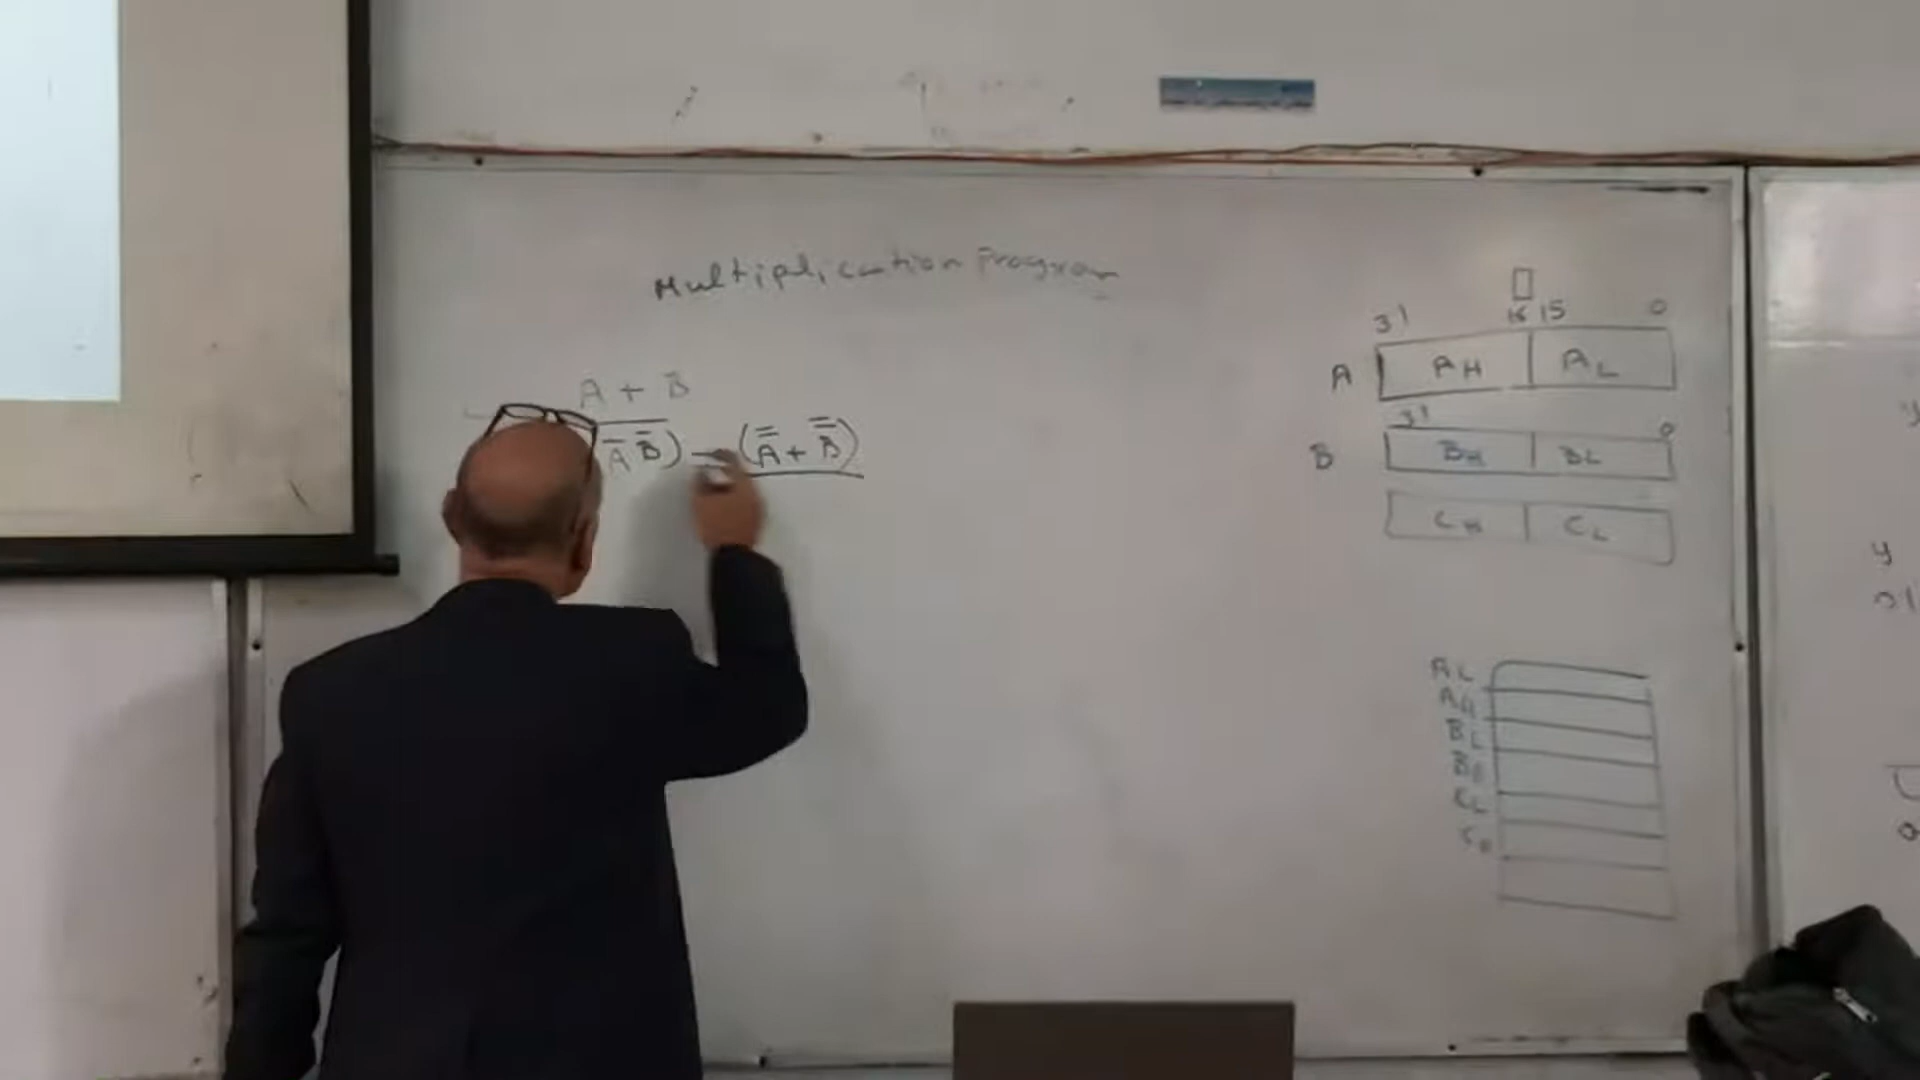 Multiplication Program
A + B
A̅ B̅) → (A̿ + B̿)
31 16 15 0
A AH AL
31 0
B BH BL
CH CL
AL
AH
BL
BH
CL
CH
y